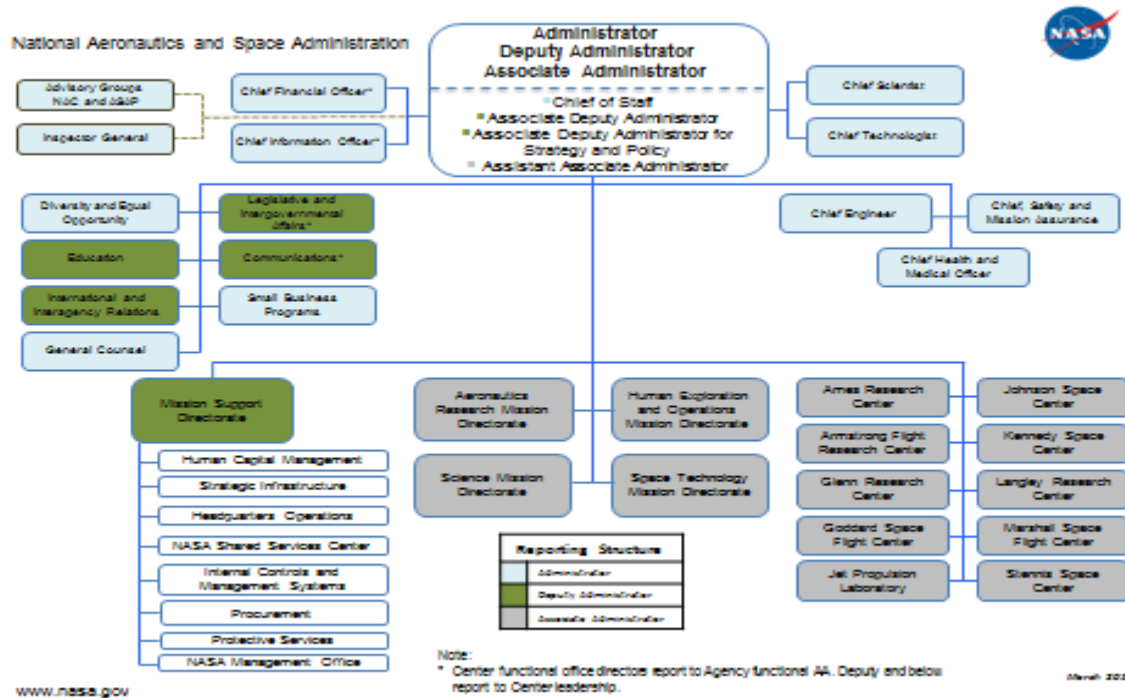 National Aeronautics and Space Administration
Administrator
Deputy Administrator
Associate Administrator
Chief of Staff
Associate Deputy Administrator
Associate Deputy Administrator for
Strategy and Policy
Assistant Associate Administrator
NASA
Advisory Groups
NAC and ASAP
Inspector General
Chief Financial Officer*
Chief Information Officer*
Chief Scientist
Chief Technologist
Diversity and Equal
Opportunity
Legislative and
Intergovernmental
Affairs*
Education
Communications*
International and
Interagency Relations
Small Business
Programs
General Counsel
Chief Engineer
Chief, Safety and
Mission Assurance
Chief Health and
Medical Officer
Mission Support
Directorate
Human Capital Management
Strategic Infrastructure
Headquarters Operations
NASA Shared Services Center
Internal Controls and
Management Systems
Procurement
Protective Services
NASA Management Office
Aeronautics
Research Mission
Directorate
Human Exploration
and Operations
Mission Directorate
Science Mission
Directorate
Space Technology
Mission Directorate
Ames Research
Center
Johnson Space
Center
Armstrong Flight
Research Center
Kennedy Space
Center
Glenn Research
Center
Langley Research
Center
Goddard Space
Flight Center
Marshall Space
Flight Center
Jet Propulsion
Laboratory
Stennis Space
Center
Reporting Structure
Administrator
Deputy Administrator
Associate Administrator
Note:
* Center functional office directors report to Agency functional AA. Deputy and below
report to Center leadership.
www.nasa.gov
March